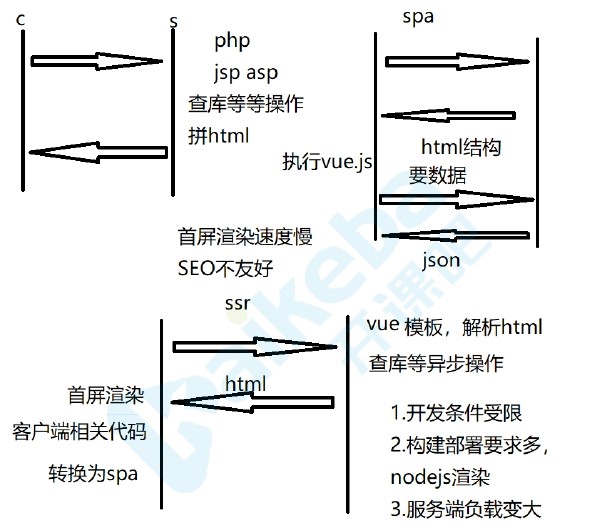 c
s
php
jsp asp
查库等等操作
拼html
spa
执行vue.js
html结构
要数据
json
首屏渲染速度慢
SEO不友好
ssr
html
首屏渲染
客户端相关代码
转换为spa
vue 模板，解析html
查库等异步操作
1.开发条件受限
2.构建部署要求多，
nodejs渲染
3.服务端负载变大
kaikeba
开课吧